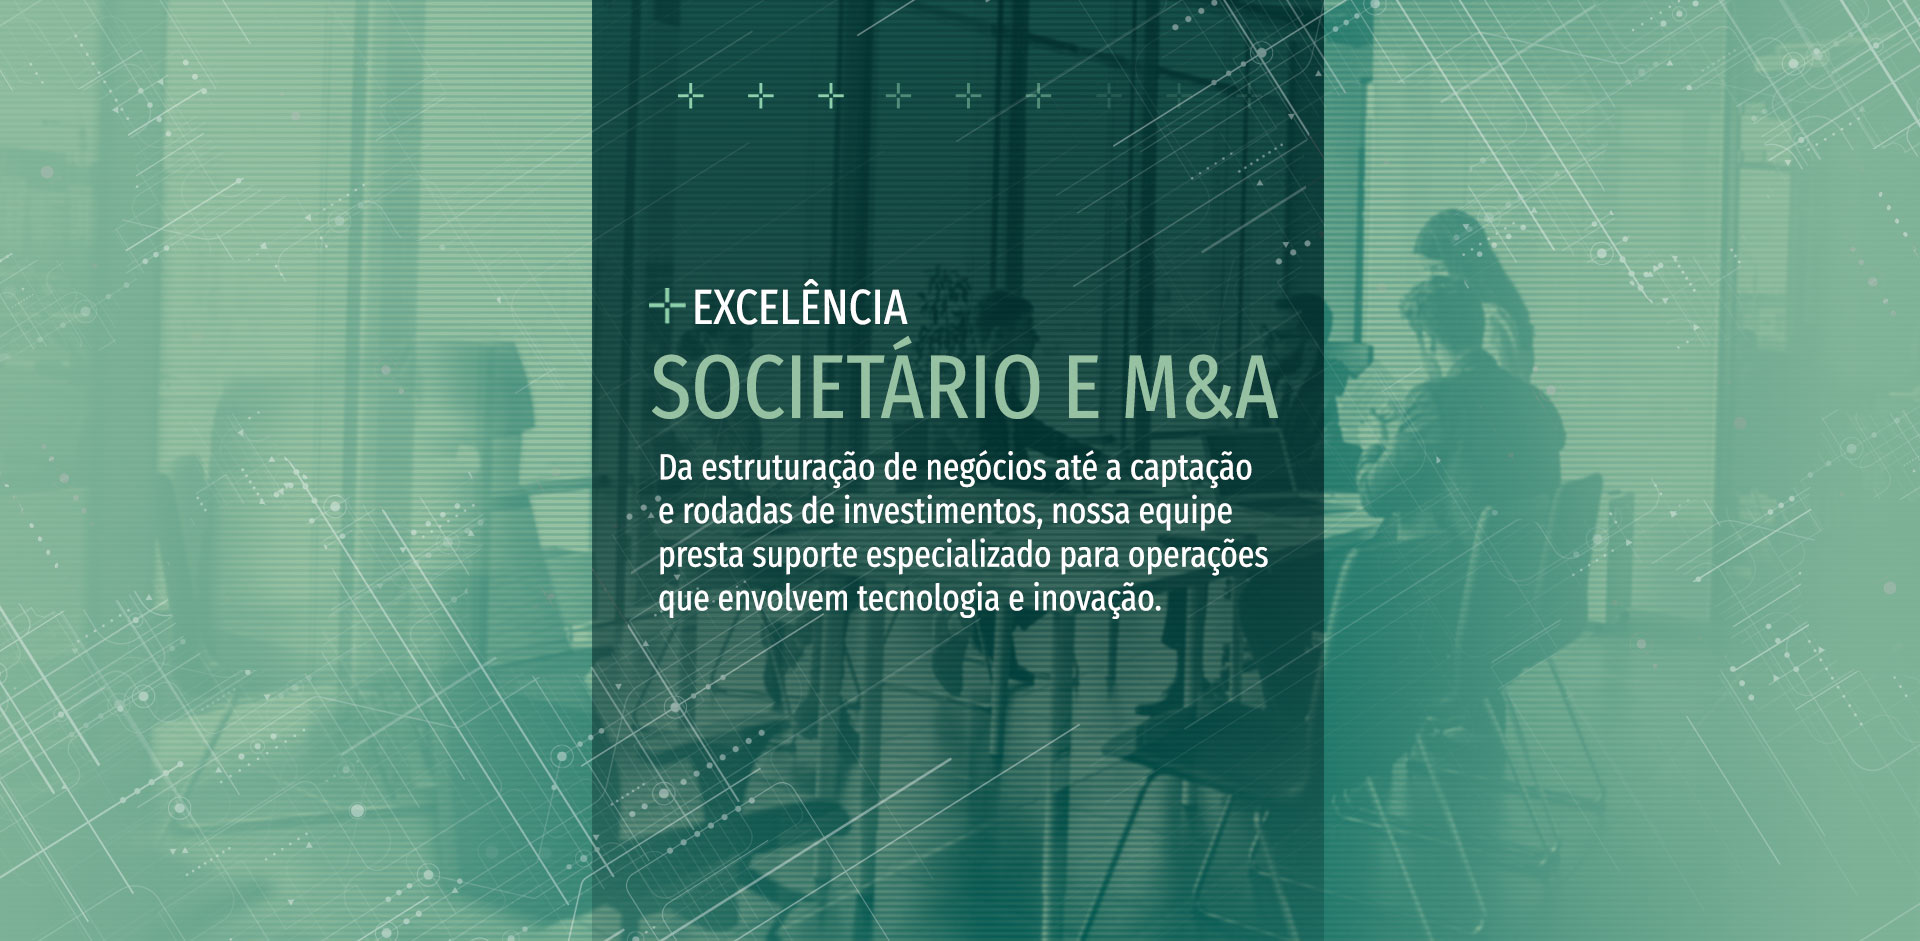 EXCELÊNCIA
SOCIETÁRIO E M&A
Da estruturação de negócios até a captação
e rodadas de investimentos, nossa equipe
presta suporte especializado para operações
que envolvem tecnologia e inovação.